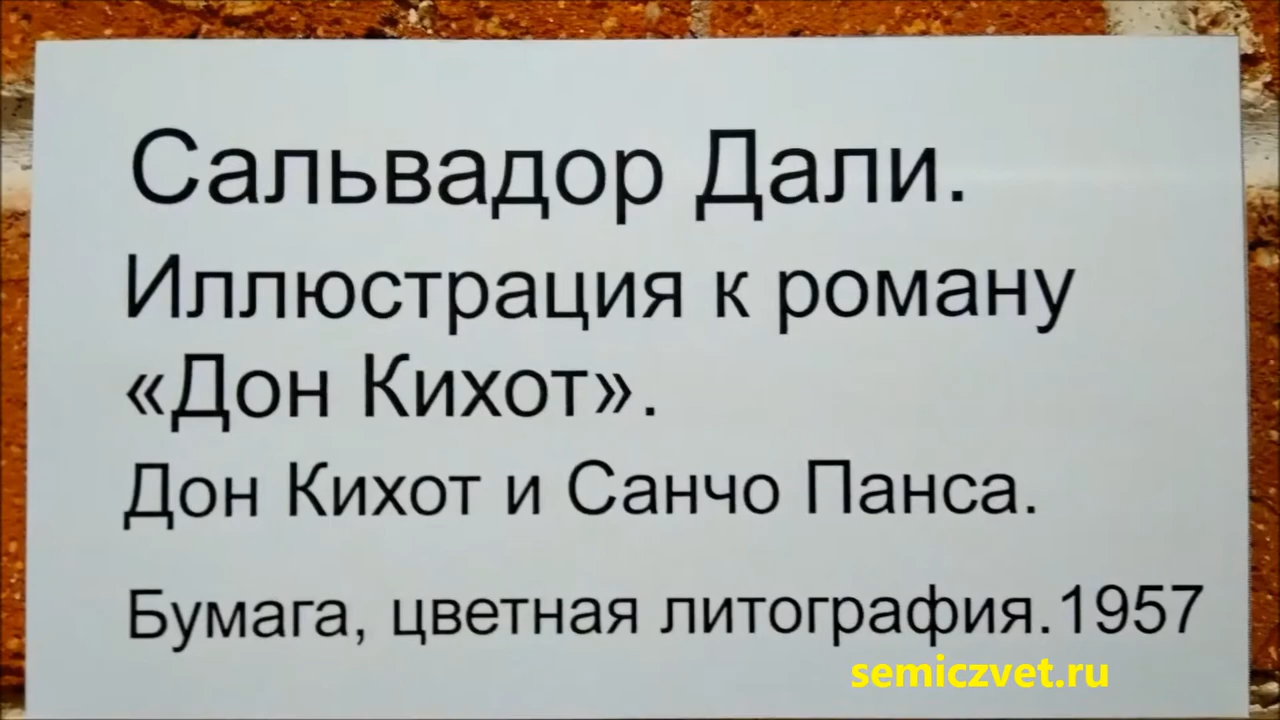 Сальвадор Дали.
Иллюстрация к роману
«Дон Кихот».
Дон Кихот и Санчо Панса.
Бумага, цветная литография.1957
semiczvet.ru